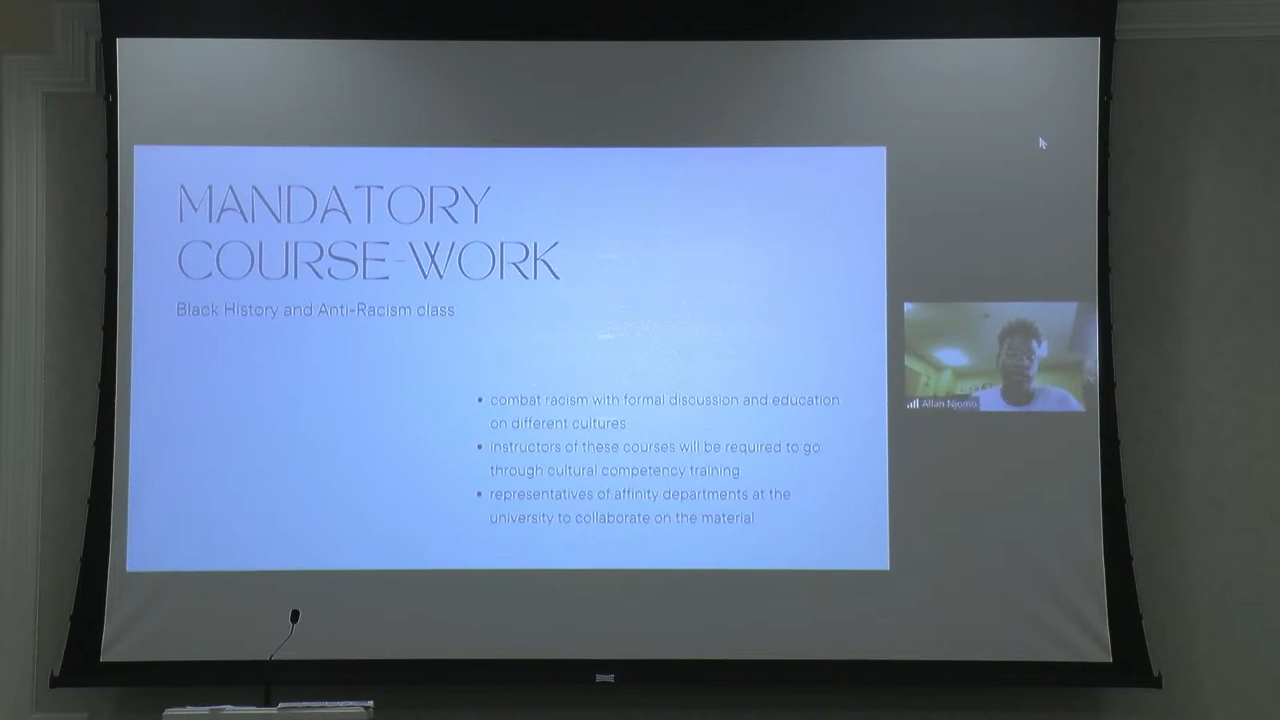 MANDATORY
COURSE-WORK
Black History and Anti-Racism class
• combat racism with formal discussion and education
on different cultures
• instructors of these courses will be required to go
through cultural competency training
• representatives of affinity departments at the
university to collaborate on the material
Allan Njomo